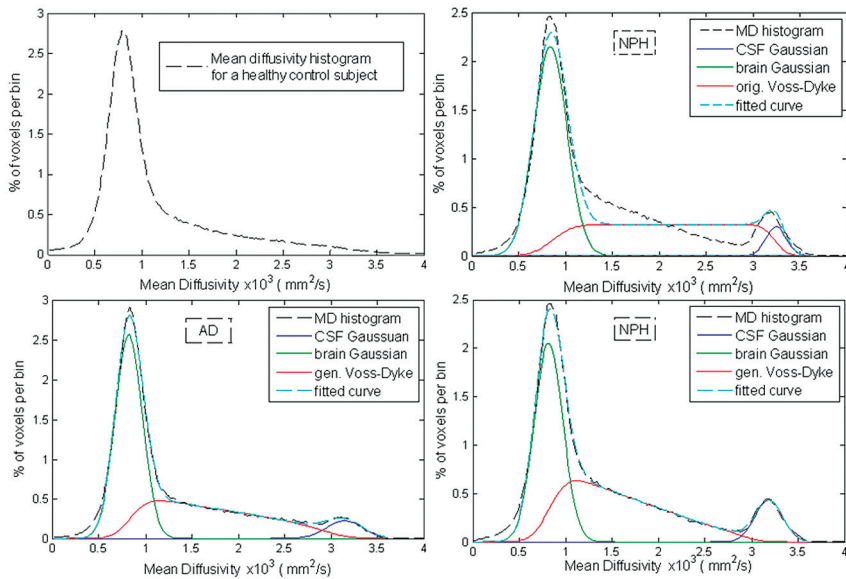 3
2.5
2
1.5
1
0.5
0
0 0.5 1 1.5 2 2.5 3 3.5 4
% of voxels per bin
Mean Diffusivity x10³ ( mm²/s)
Mean diffusivity histogram
for a healthy control subject
2.5
2
1.5
1
0.5
0
0 0.5 1 1.5 2 2.5 3 3.5 4
% of voxels per bin
Mean Diffusivity x10³ ( mm²/s)
NPH
MD histogram
CSF Gaussian
brain Gaussian
orig. Voss-Dyke
fitted curve
3
2.5
2
1.5
1
0.5
0
0 0.5 1 1.5 2 2.5 3 3.5 4
% of voxels per bin
Mean Diffusivity x10³ ( mm²/s)
AD
MD histogram
CSF Gaussuan
brain Gaussian
gen. Voss-Dyke
fitted curve
2.5
2
1.5
1
0.5
0
0 0.5 1 1.5 2 2.5 3 3.5 4
% of voxels per bin
Mean Diffusivity x10³ ( mm²/s)
NPH
MD histogram
CSF Gaussian
brain Gaussian
gen. Voss-Dyke
fitted curve